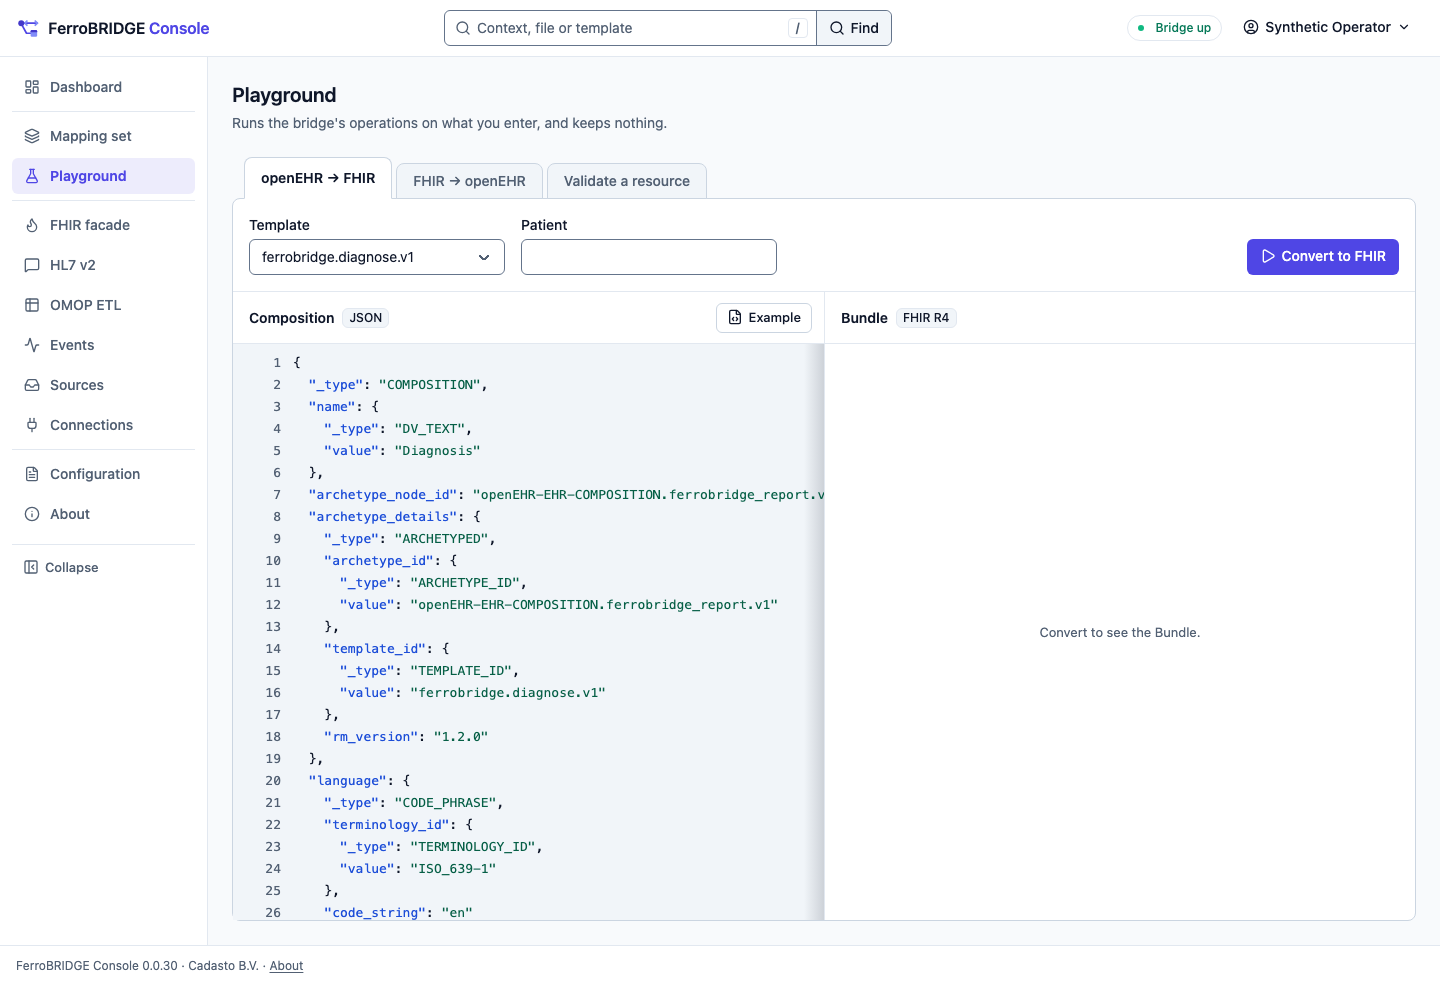 FerroBRIDGE Console
Context, file or template
/
Find
Bridge up
Synthetic Operator
Dashboard
Mapping set
Playground
FHIR facade
HL7 v2
OMOP ETL
Events
Sources
Connections
Configuration
About
Collapse
Playground
Runs the bridge's operations on what you enter, and keeps nothing.
openEHR → FHIR
FHIR → openEHR
Validate a resource
Template
Patient
ferrobridge.diagnose.v1
Convert to FHIR
Composition JSON
Example
Bundle FHIR R4
1 {
2 "_type": "COMPOSITION",
3 "name": {
4 "_type": "DV_TEXT",
5 "value": "Diagnosis"
6 },
7 "archetype_node_id": "openEHR-EHR-COMPOSITION.ferrobridge_report.v
8 "archetype_details": {
9 "_type": "ARCHETYPED",
10 "archetype_id": {
11 "_type": "ARCHETYPE_ID",
12 "value": "openEHR-EHR-COMPOSITION.ferrobridge_report.v1"
13 },
14 "template_id": {
15 "_type": "TEMPLATE_ID",
16 "value": "ferrobridge.diagnose.v1"
17 },
18 "rm_version": "1.2.0"
19 },
20 "language": {
21 "_type": "CODE_PHRASE",
22 "terminology_id": {
23 "_type": "TERMINOLOGY_ID",
24 "value": "ISO_639-1"
25 },
26 "code_string": "en"
Convert to see the Bundle.
FerroBRIDGE Console 0.0.30 · Cadasto B.V. · About